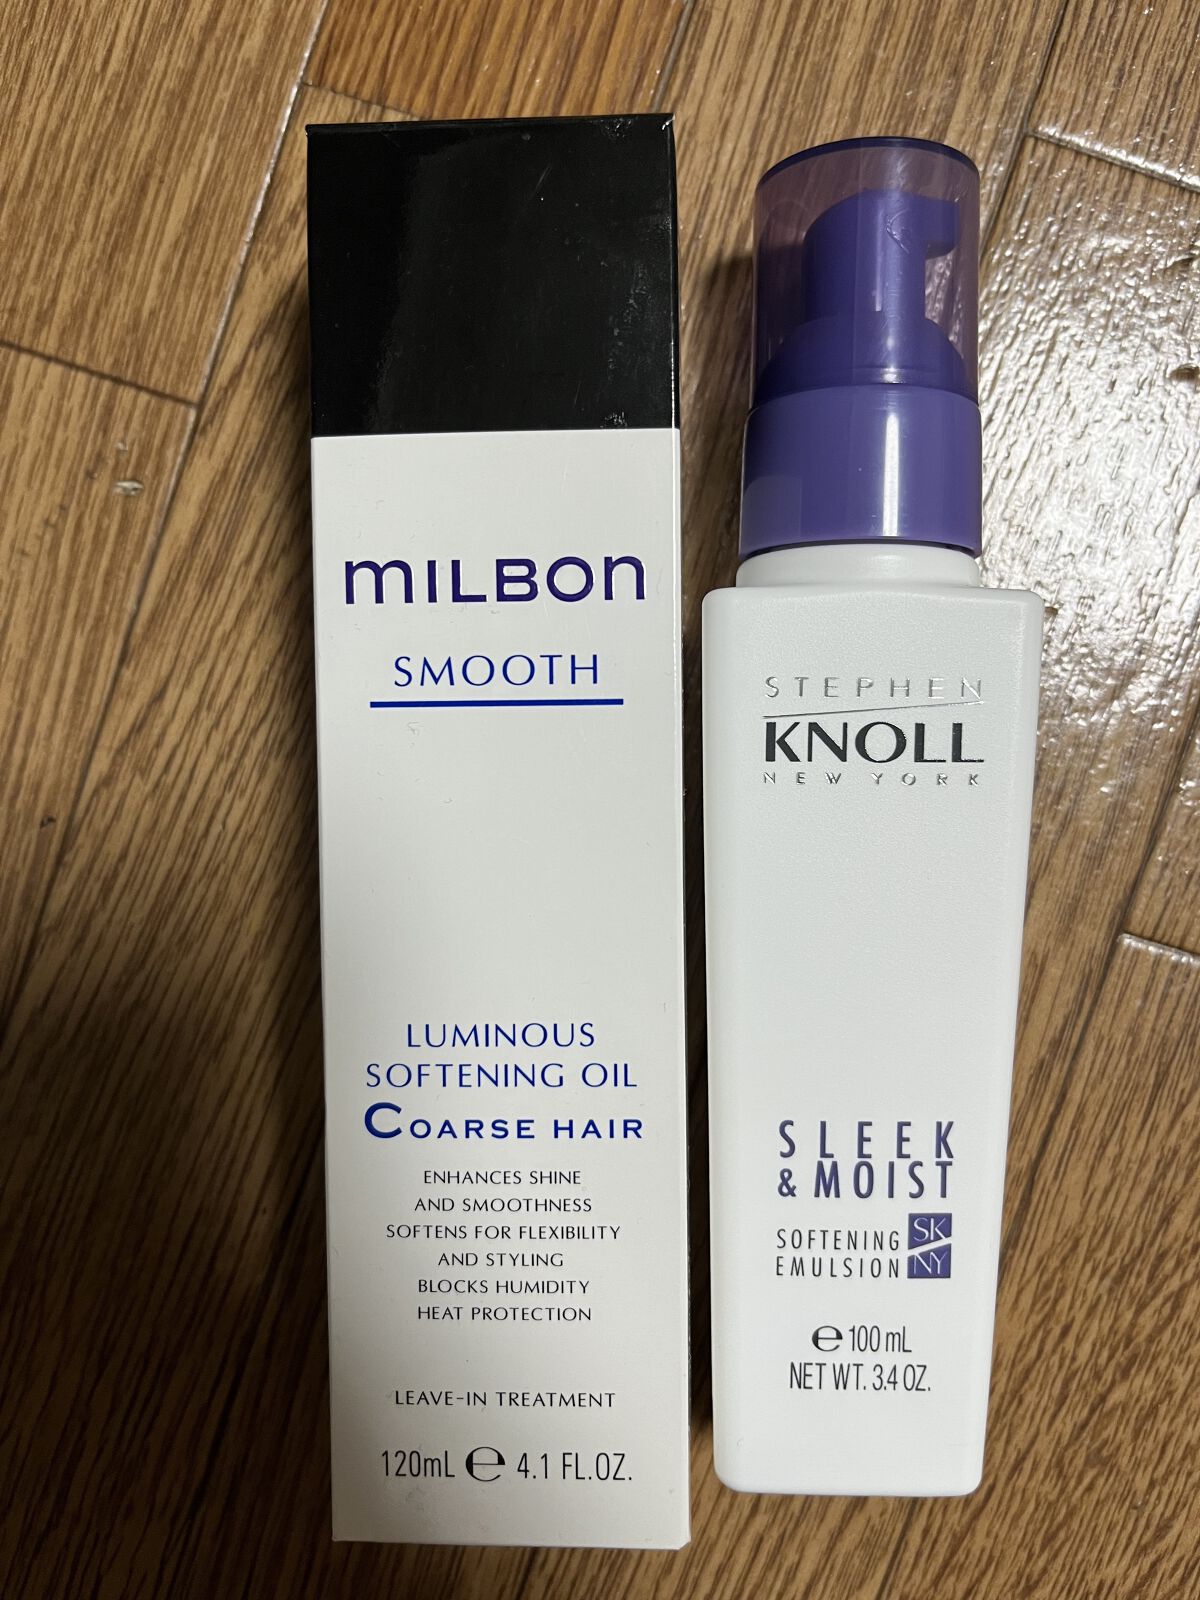 MILBON
SMOOTH
LUMINOUS
SOFTENING OIL
COARSE HAIR
ENHANCES SHINE
AND SMOOTHNESS
SOFTENS FOR FLEXIBILITY
AND STYLING
BLOCKS HUMIDITY
HEAT PROTECTION
LEAVE-IN TREATMENT
120mL ℮ 4.1 FL.OZ.
STEPHEN
KNOLL
NEW YORK
SLEEK
& MOIST
SOFTENING
EMULSION
SK
NY
℮ 100 mL
NET WT. 3.4 OZ.